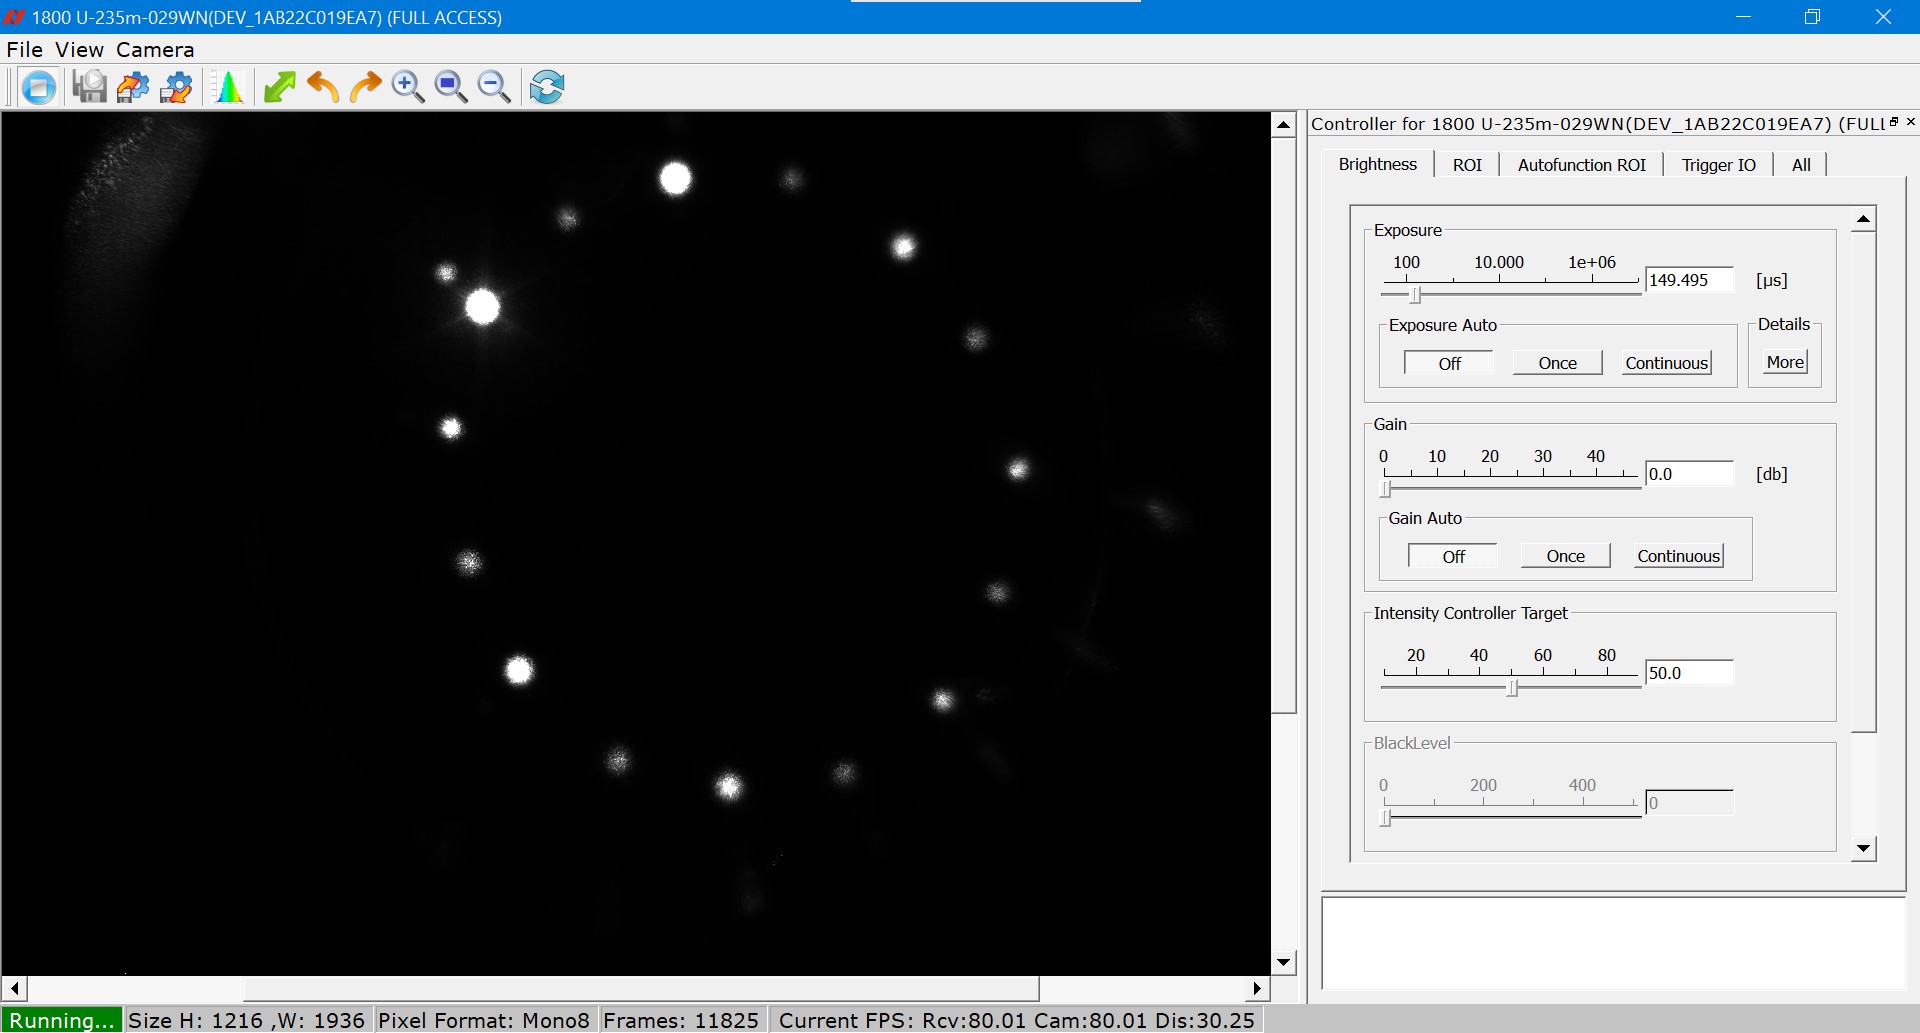 1800 U-235m-029WN(DEV_1AB22C019EA7) (FULL ACCESS)
File View Camera
Controller for 1800 U-235m-029WN(DEV_1AB22C019EA7) (FULL
Brightness ROI Autofunction ROI Trigger IO All
Exposure
100 10.000 1e+06
149.495 [µs]
Exposure Auto
Details
Off Once Continuous
More
Gain
0 10 20 30 40
0.0 [db]
Gain Auto
Off Once Continuous
Intensity Controller Target
20 40 60 80
50.0
BlackLevel
0 200 400
0
Running... Size H: 1216 ,W: 1936 Pixel Format: Mono8 Frames: 11825 Current FPS: Rcv:80.01 Cam:80.01 Dis:30.25